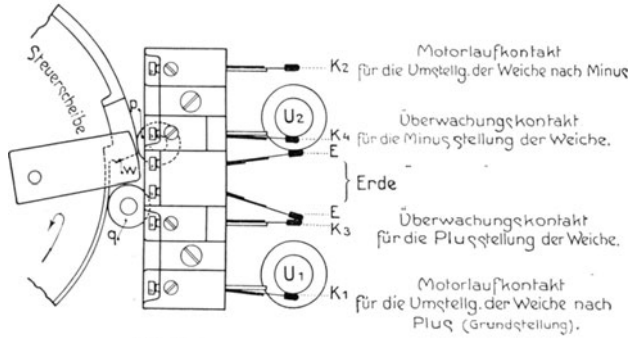 Steuerscheibe
p.
w
q.
U2
U1
K2
K4
E
} Erde
E
K3
K1
Motorlaufkontakt
für die Umstellg. der Weiche nach Minus
Überwachungskontakt
für die Minusstellung der Weiche.
Überwachungskontakt
für die Plusstellung der Weiche.
Motorlaufkontakt
für die Umstellg. der Weiche nach
Plus (Grundstellung).